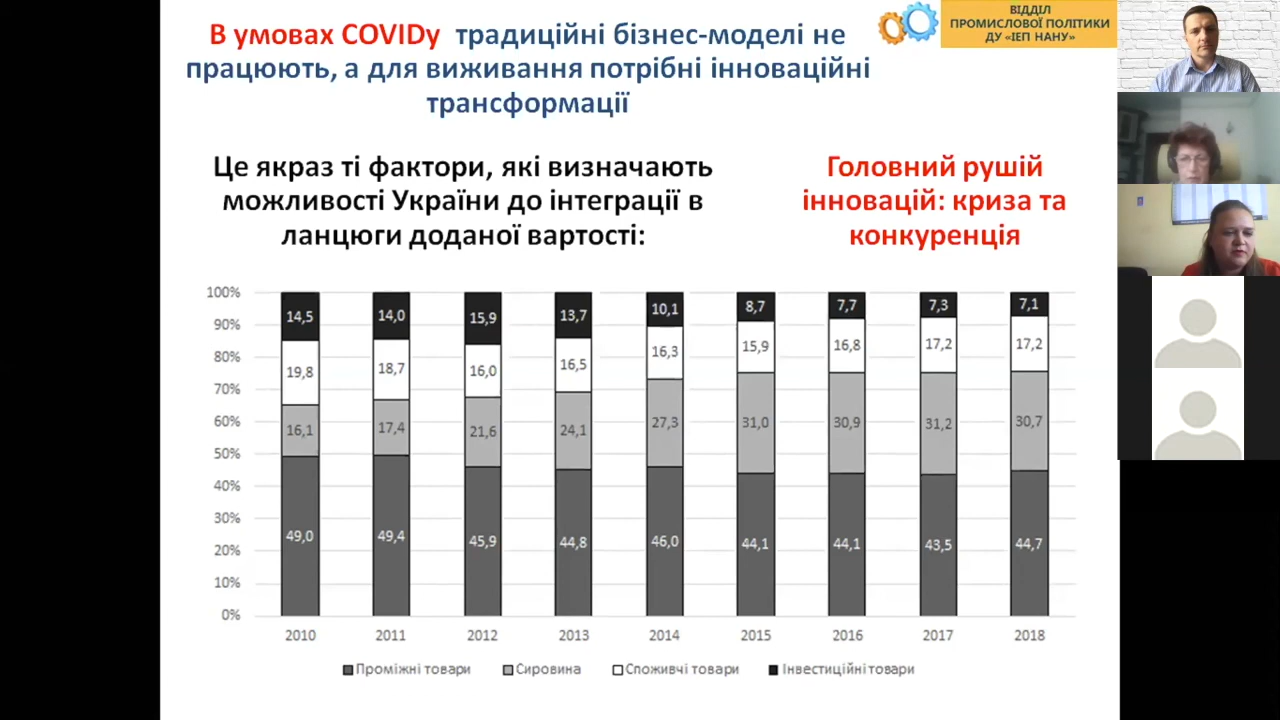 В умовах COVIDу традиційні бізнес-моделі не
працюють, а для виживання потрібні інноваційні
трансформації
ВІДДІЛ
ПРОМИСЛОВОЇ ПОЛІТИКИ
ДУ «ІЕП НАНУ»
Це якраз ті фактори, які визначають
можливості України до інтеграції в
ланцюги доданої вартості:
Головний рушій
інновацій: криза та
конкуренція
100%
90%
80%
70%
60%
50%
40%
30%
20%
10%
0%
14,5 14,0 15,9 13,7 10,1 8,7 7,7 7,3 7,1
19,8 18,7 16,0 16,5 16,3 15,9 16,8 17,2 17,2
16,1 17,4 21,6 24,1 27,3 31,0 30,9 31,2 30,7
49,0 49,4 45,9 44,8 46,0 44,1 44,1 43,5 44,7
2010 2011 2012 2013 2014 2015 2016 2017 2018
Проміжні товари Сировина Споживчі товари Інвестиційні товари